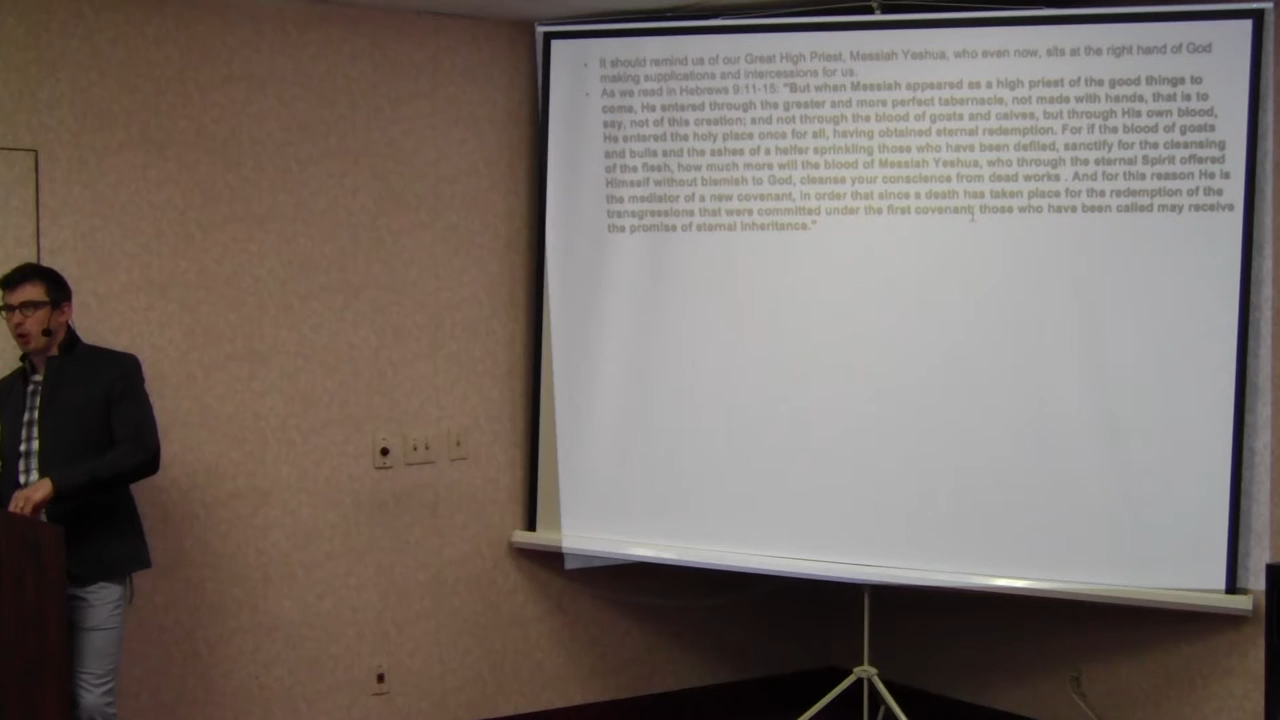 It should remind us of our Great High Priest, Messiah Yeshua, who even now, sits at the right hand of God
making supplications and intercessions for us.
As we read in Hebrews 9:11-15: "But when Messiah appeared as a high priest of the good things to
come, He entered through the greater and more perfect tabernacle, not made with hands, that is to
say, not of this creation; and not through the blood of goats and calves, but through His own blood,
He entered the holy place once for all, having obtained eternal redemption. For if the blood of goats
and bulls and the ashes of a heifer sprinkling those who have been defiled, sanctify for the cleansing
of the flesh, how much more will the blood of Messiah Yeshua, who through the eternal Spirit offered
Himself without blemish to God, cleanse your conscience from dead works . And for this reason He is
the mediator of a new covenant, in order that since a death has taken place for the redemption of the
transgressions that were committed under the first covenant, those who have been called may receive
the promise of eternal inheritance."